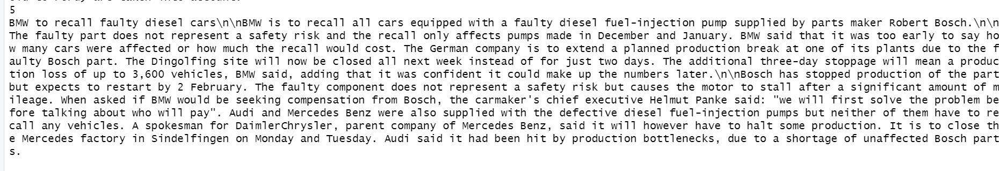 5
BMW to recall faulty diesel cars\n\nBMW is to recall all cars equipped with a faulty diesel fuel-injection pump supplied by parts maker Robert Bosch.\n\n
The faulty part does not represent a safety risk and the recall only affects pumps made in December and January. BMW said that it was too early to say ho
w many cars were affected or how much the recall would cost. The German company is to extend a planned production break at one of its plants due to the f
aulty Bosch part. The Dingolfing site will now be closed all next week instead of for just two days. The additional three-day stoppage will mean a produc
tion loss of up to 3,600 vehicles, BMW said, adding that it was confident it could make up the numbers later.\n\nBosch has stopped production of the part
but expects to restart by 2 February. The faulty component does not represent a safety risk but causes the motor to stall after a significant amount of m
ileage. When asked if BMW would be seeking compensation from Bosch, the carmaker's chief executive Helmut Panke said: "we will first solve the problem be
fore talking about who will pay". Audi and Mercedes Benz were also supplied with the defective diesel fuel-injection pumps but neither of them have to re
call any vehicles. A spokesman for DaimlerChrysler, parent company of Mercedes Benz, said it will however have to halt some production. It is to close th
e Mercedes factory in Sindelfingen on Monday and Tuesday. Audi said it had been hit by production bottlenecks, due to a shortage of unaffected Bosch part
s.